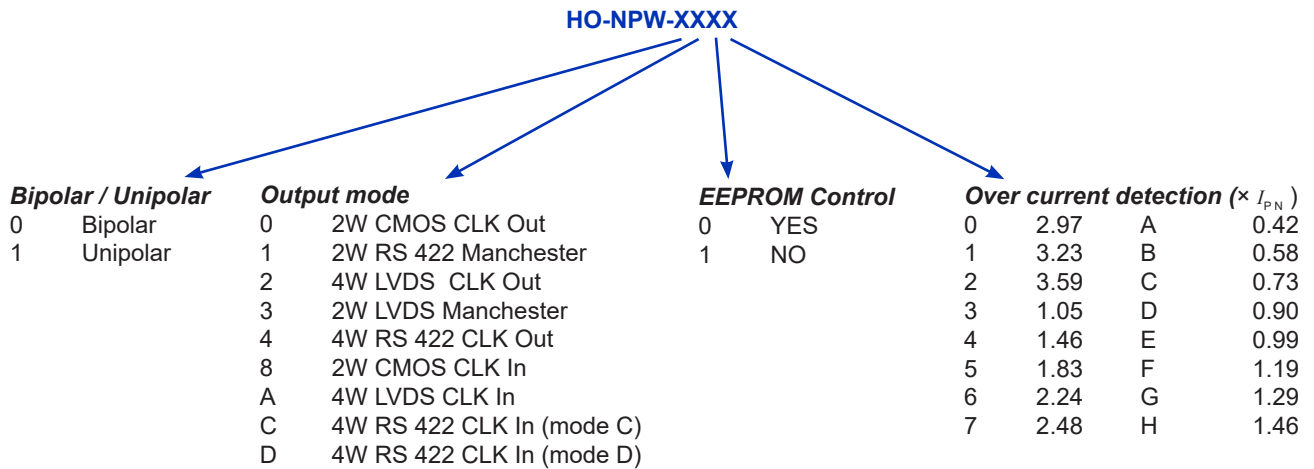 HO-NPW-XXXX
Bipolar / Unipolar
0 Bipolar
1 Unipolar
Output mode
0 2W CMOS CLK Out
1 2W RS 422 Manchester
2 4W LVDS CLK Out
3 2W LVDS Manchester
4 4W RS 422 CLK Out
8 2W CMOS CLK In
A 4W LVDS CLK In
C 4W RS 422 CLK In (mode C)
D 4W RS 422 CLK In (mode D)
EEPROM Control
0 YES
1 NO
Over current detection (× I PN )
0 2.97 A 0.42
1 3.23 B 0.58
2 3.59 C 0.73
3 1.05 D 0.90
4 1.46 E 0.99
5 1.83 F 1.19
6 2.24 G 1.29
7 2.48 H 1.46